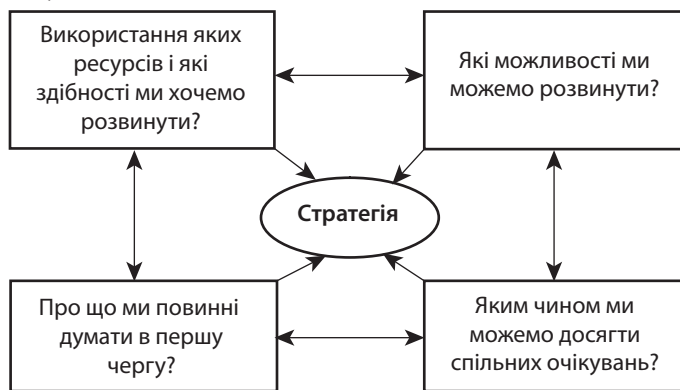 Використання яких
ресурсів і які
здібності ми хочемо
розвинути?
Які можливості ми
можемо розвинути?
Стратегія
Про що ми повинні
думати в першу
чергу?
Яким чином ми
можемо досягти
спільних очікувань?